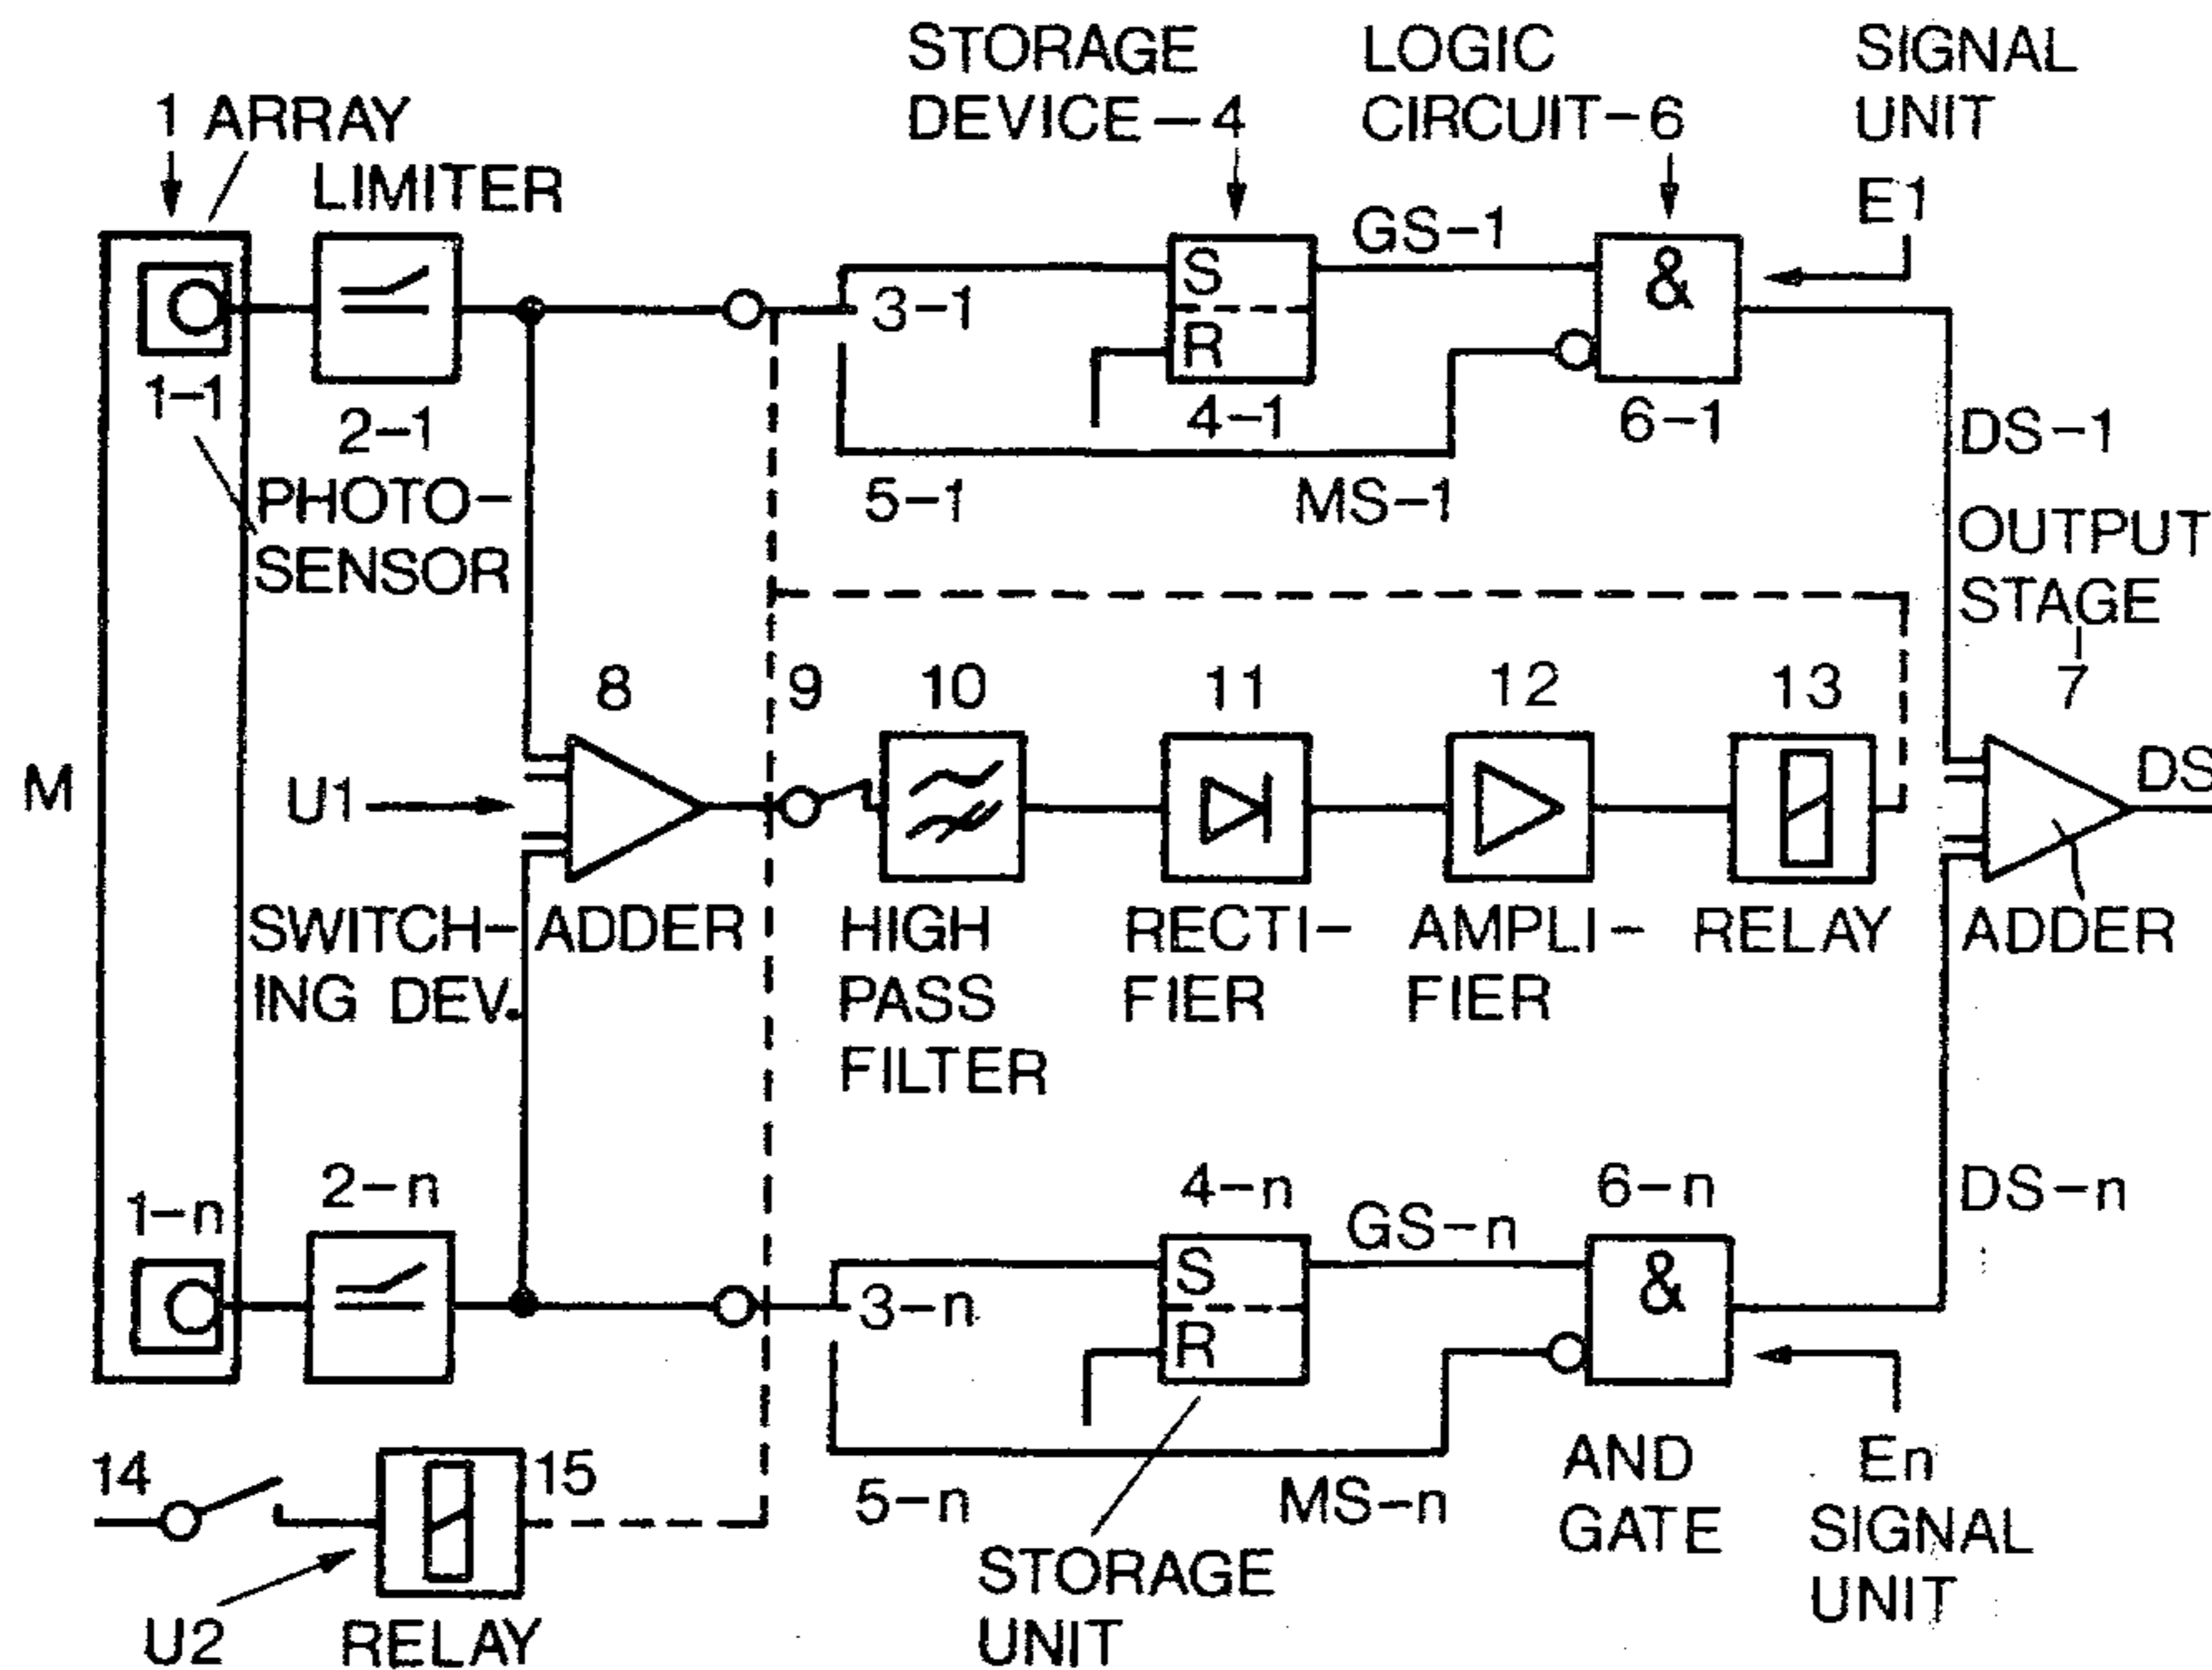 STORAGE
DEVICE-4
LOGIC
CIRCUIT-6
SIGNAL
UNIT
E1
1 ARRAY
LIMITER
1-1
2-1
PHOTO-
SENSOR
3-1
S
R
4-1
GS-1
&
6-1
5-1
MS-1
DS-1
OUTPUT
STAGE
7
M
U1
8
9
10
11
12
13
DS
SWITCH-
ING DEV.
ADDER
HIGH
PASS
FILTER
RECTI-
FIER
AMPLI-
FIER
RELAY
ADDER
1-n
2-n
3-n
4-n
S
R
GS-n
6-n
&
DS-n
14
15
5-n
MS-n
AND
GATE
En
SIGNAL
UNIT
U2
RELAY
STORAGE
UNIT